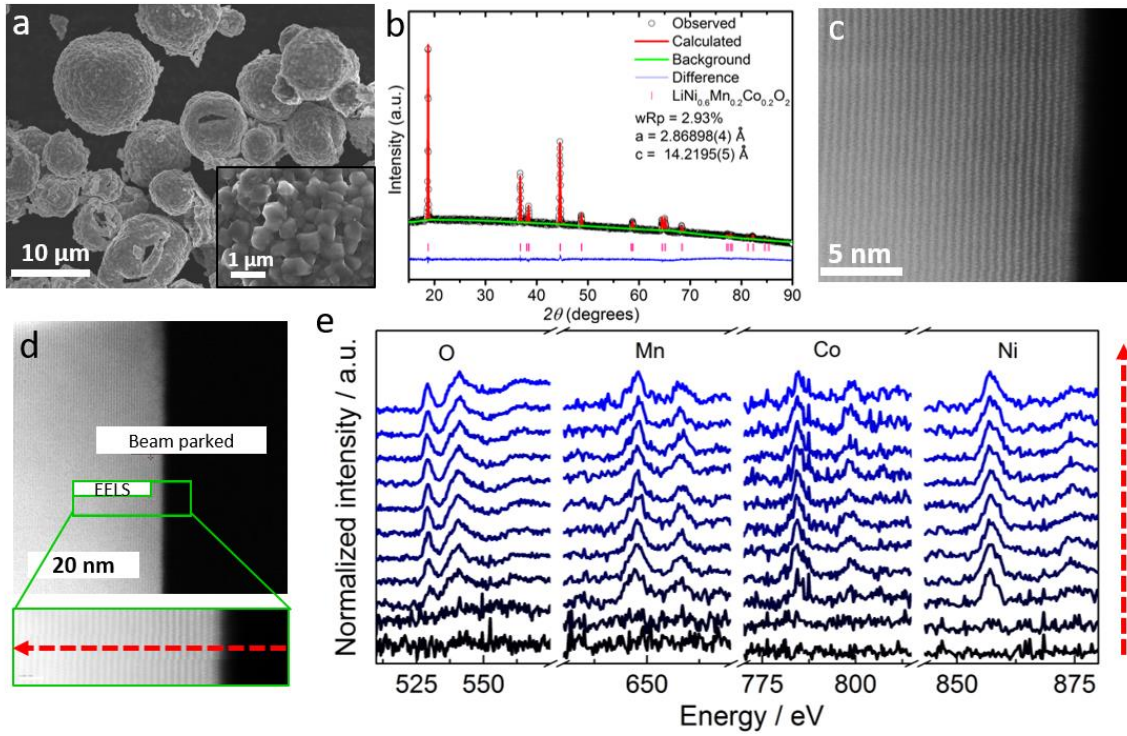 a
10 μm
1 μm
b
Observed
Calculated
Background
Difference
LiNi0.6Mn0.2Co0.2O2
wRp = 2.93%
a = 2.86898(4) Å
c = 14.2195(5) Å
Intensity (a.u.)
20 30 40 50 60 70 80 90
2θ (degrees)
c
5 nm
d
Beam parked
EELS
20 nm
e
O Mn Co Ni
Normalized intensity / a.u.
525 550 650 775 800 850 875
Energy / eV